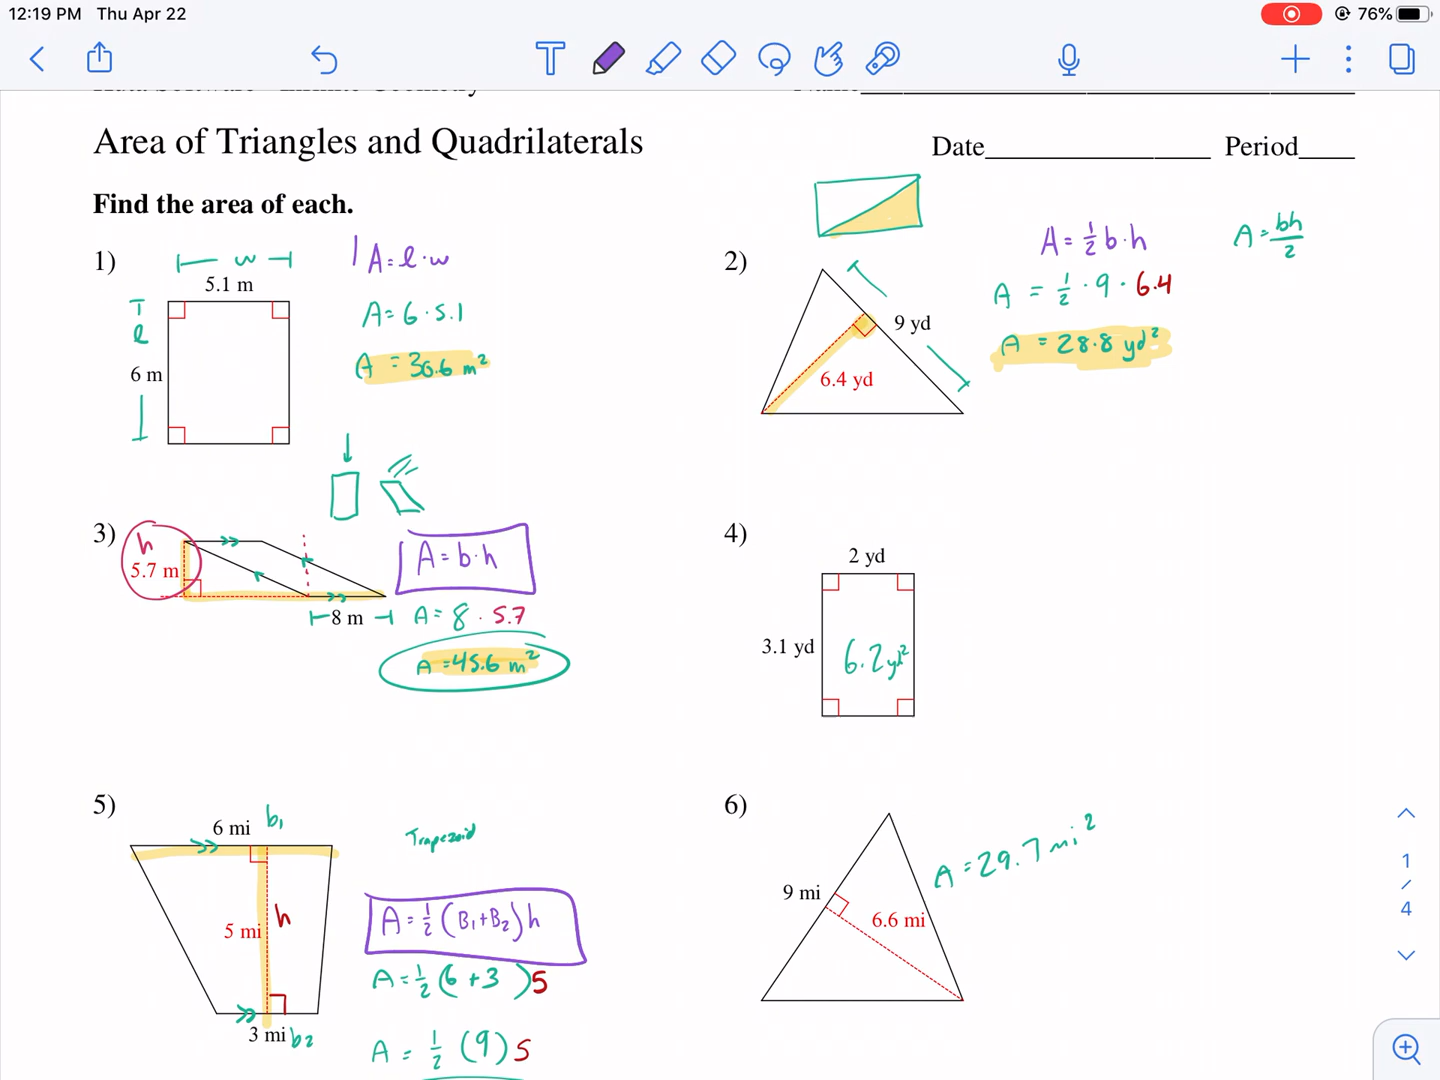 12:19 PM Thu Apr 22
76%
Name
Area of Triangles and Quadrilaterals
Date Period
Find the area of each.
1)
w
5.1 m
l
6 m
A = l · w
A = 6 · 5.1
A = 30.6 m²
2)
9 yd
6.4 yd
A = 1/2 b · h
A = bh/2
A = 1/2 · 9 · 6.4
A = 28.8 yd²
3)
h
5.7 m
8 m
A = b · h
A = 8 · 5.7
A = 45.6 m²
4)
2 yd
3.1 yd
6.2 yd²
5)
6 mi b₁
5 mi h
3 mi b₂
Trapezoid
A = 1/2 (B₁ + B₂) h
A = 1/2 (6 + 3) 5
A = 1/2 (9) 5
6)
9 mi
6.6 mi
A = 29.7 mi²
1
/
4